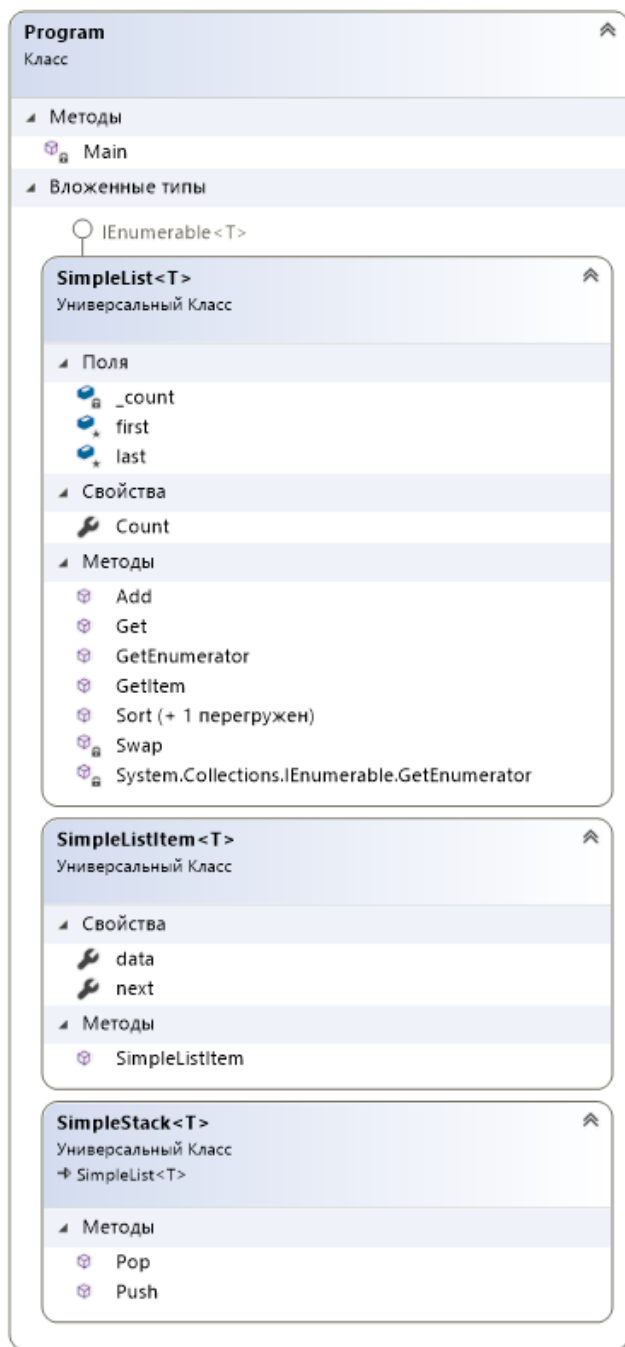 Program
Класс
Методы
Main
Вложенные типы
IEnumerable<T>
SimpleList<T>
Универсальный Класс
Поля
_count
first
last
Свойства
Count
Методы
Add
Get
GetEnumerator
GetItem
Sort (+ 1 перегружен)
Swap
System.Collections.IEnumerable.GetEnumerator
SimpleListItem<T>
Универсальный Класс
Свойства
data
next
Методы
SimpleListItem
SimpleStack<T>
Универсальный Класс
SimpleList<T>
Методы
Pop
Push